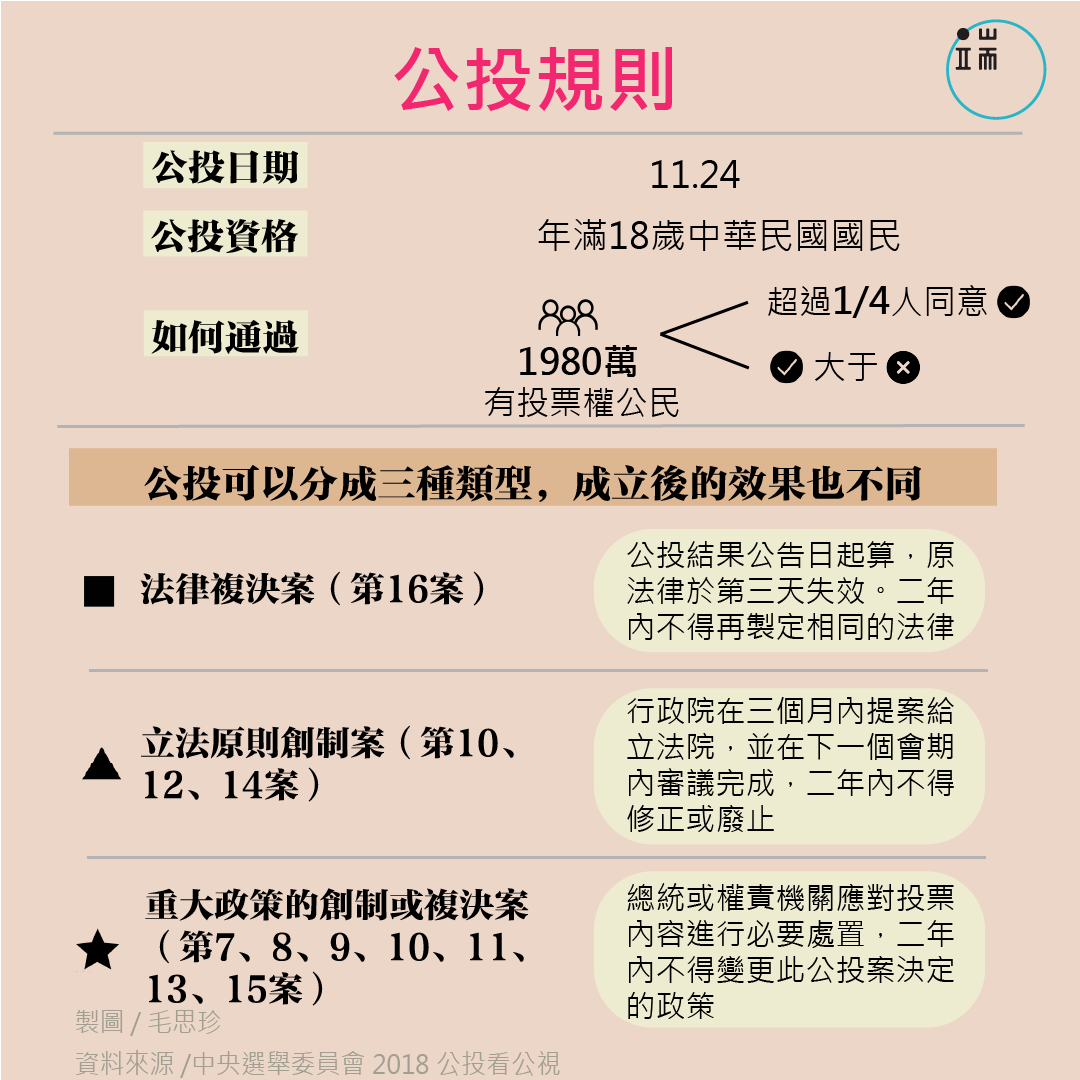 端
公投規則
公投日期
11.24
公投資格
年滿18歲中華民國國民
如何通過
1980萬
有投票權公民
超過1/4人同意
大于
公投可以分成三種類型，成立後的效果也不同
法律複決案（第16案）
公投結果公告日起算，原
法律於第三天失效。二年
內不得再製定相同的法律
立法原則創制案（第10、
12、14案）
行政院在三個月內提案給
立法院，並在下一個會期
內審議完成，二年內不得
修正或廢止
重大政策的創制或複決案
（第7、8、9、10、11、
13、15案）
總統或權責機關應對投票
內容進行必要處置，二年
內不得變更此公投案決定
的政策
製圖 / 毛思珍
資料來源 /中央選舉委員會 2018 公投看公視